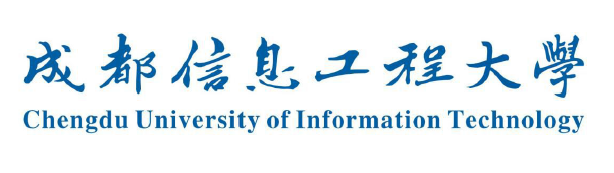 成都信息工程大學
Chengdu University of Information Technology